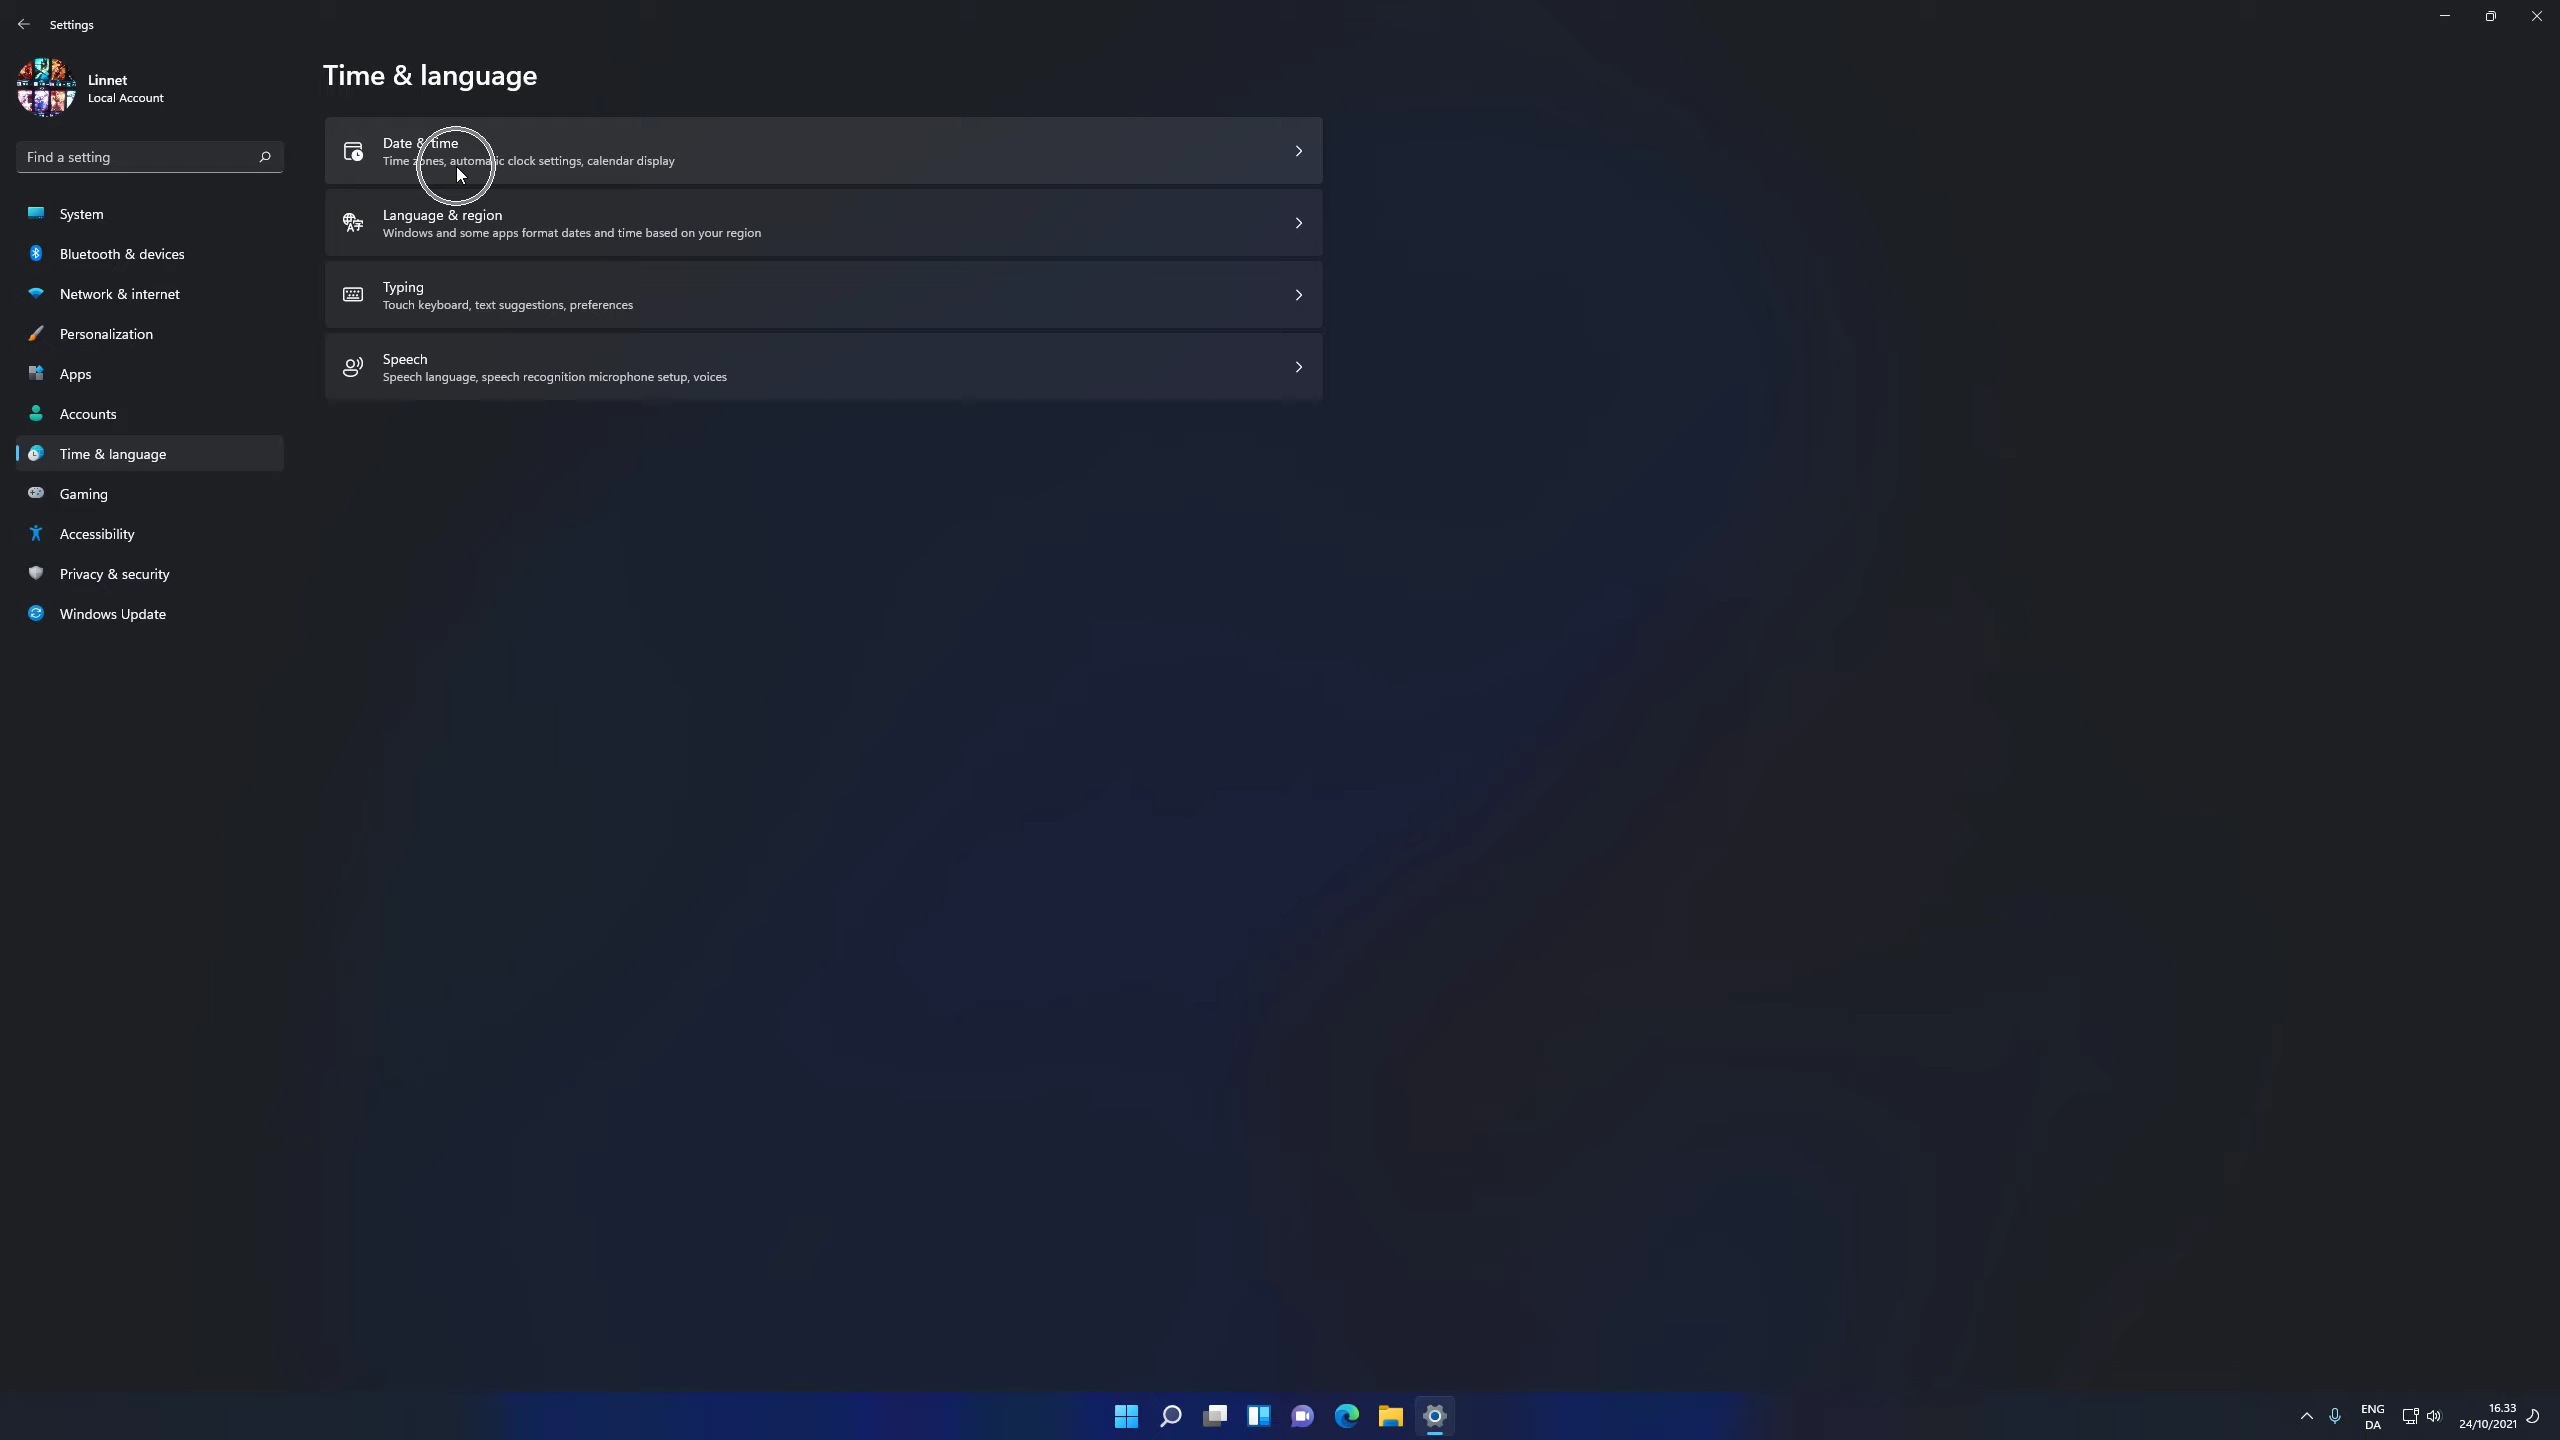 Settings
Linnet
Local Account
Find a setting
System
Bluetooth & devices
Network & internet
Personalization
Apps
Accounts
Time & language
Gaming
Accessibility
Privacy & security
Windows Update
Time & language
Date & time
Time zones, automatic clock settings, calendar display
Language & region
Windows and some apps format dates and time based on your region
Typing
Touch keyboard, text suggestions, preferences
Speech
Speech language, speech recognition microphone setup, voices
ENG
DA
16.33
24/10/2021